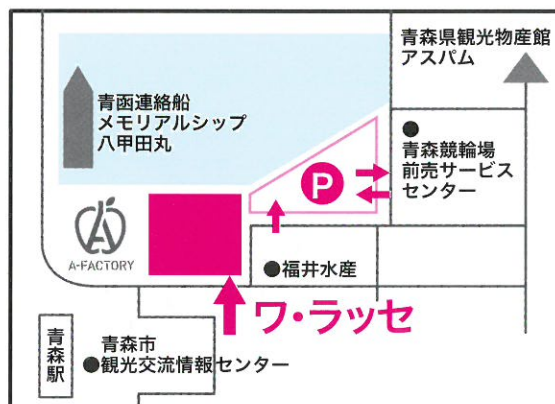 青森県観光物産館
アスパム
青函連絡船
メモリアルシップ
八甲田丸
青森競輪場
前売サービス
センター
P
A-FACTORY
福井水産
ワ・ラッセ
青森駅
青森市
観光交流情報センター